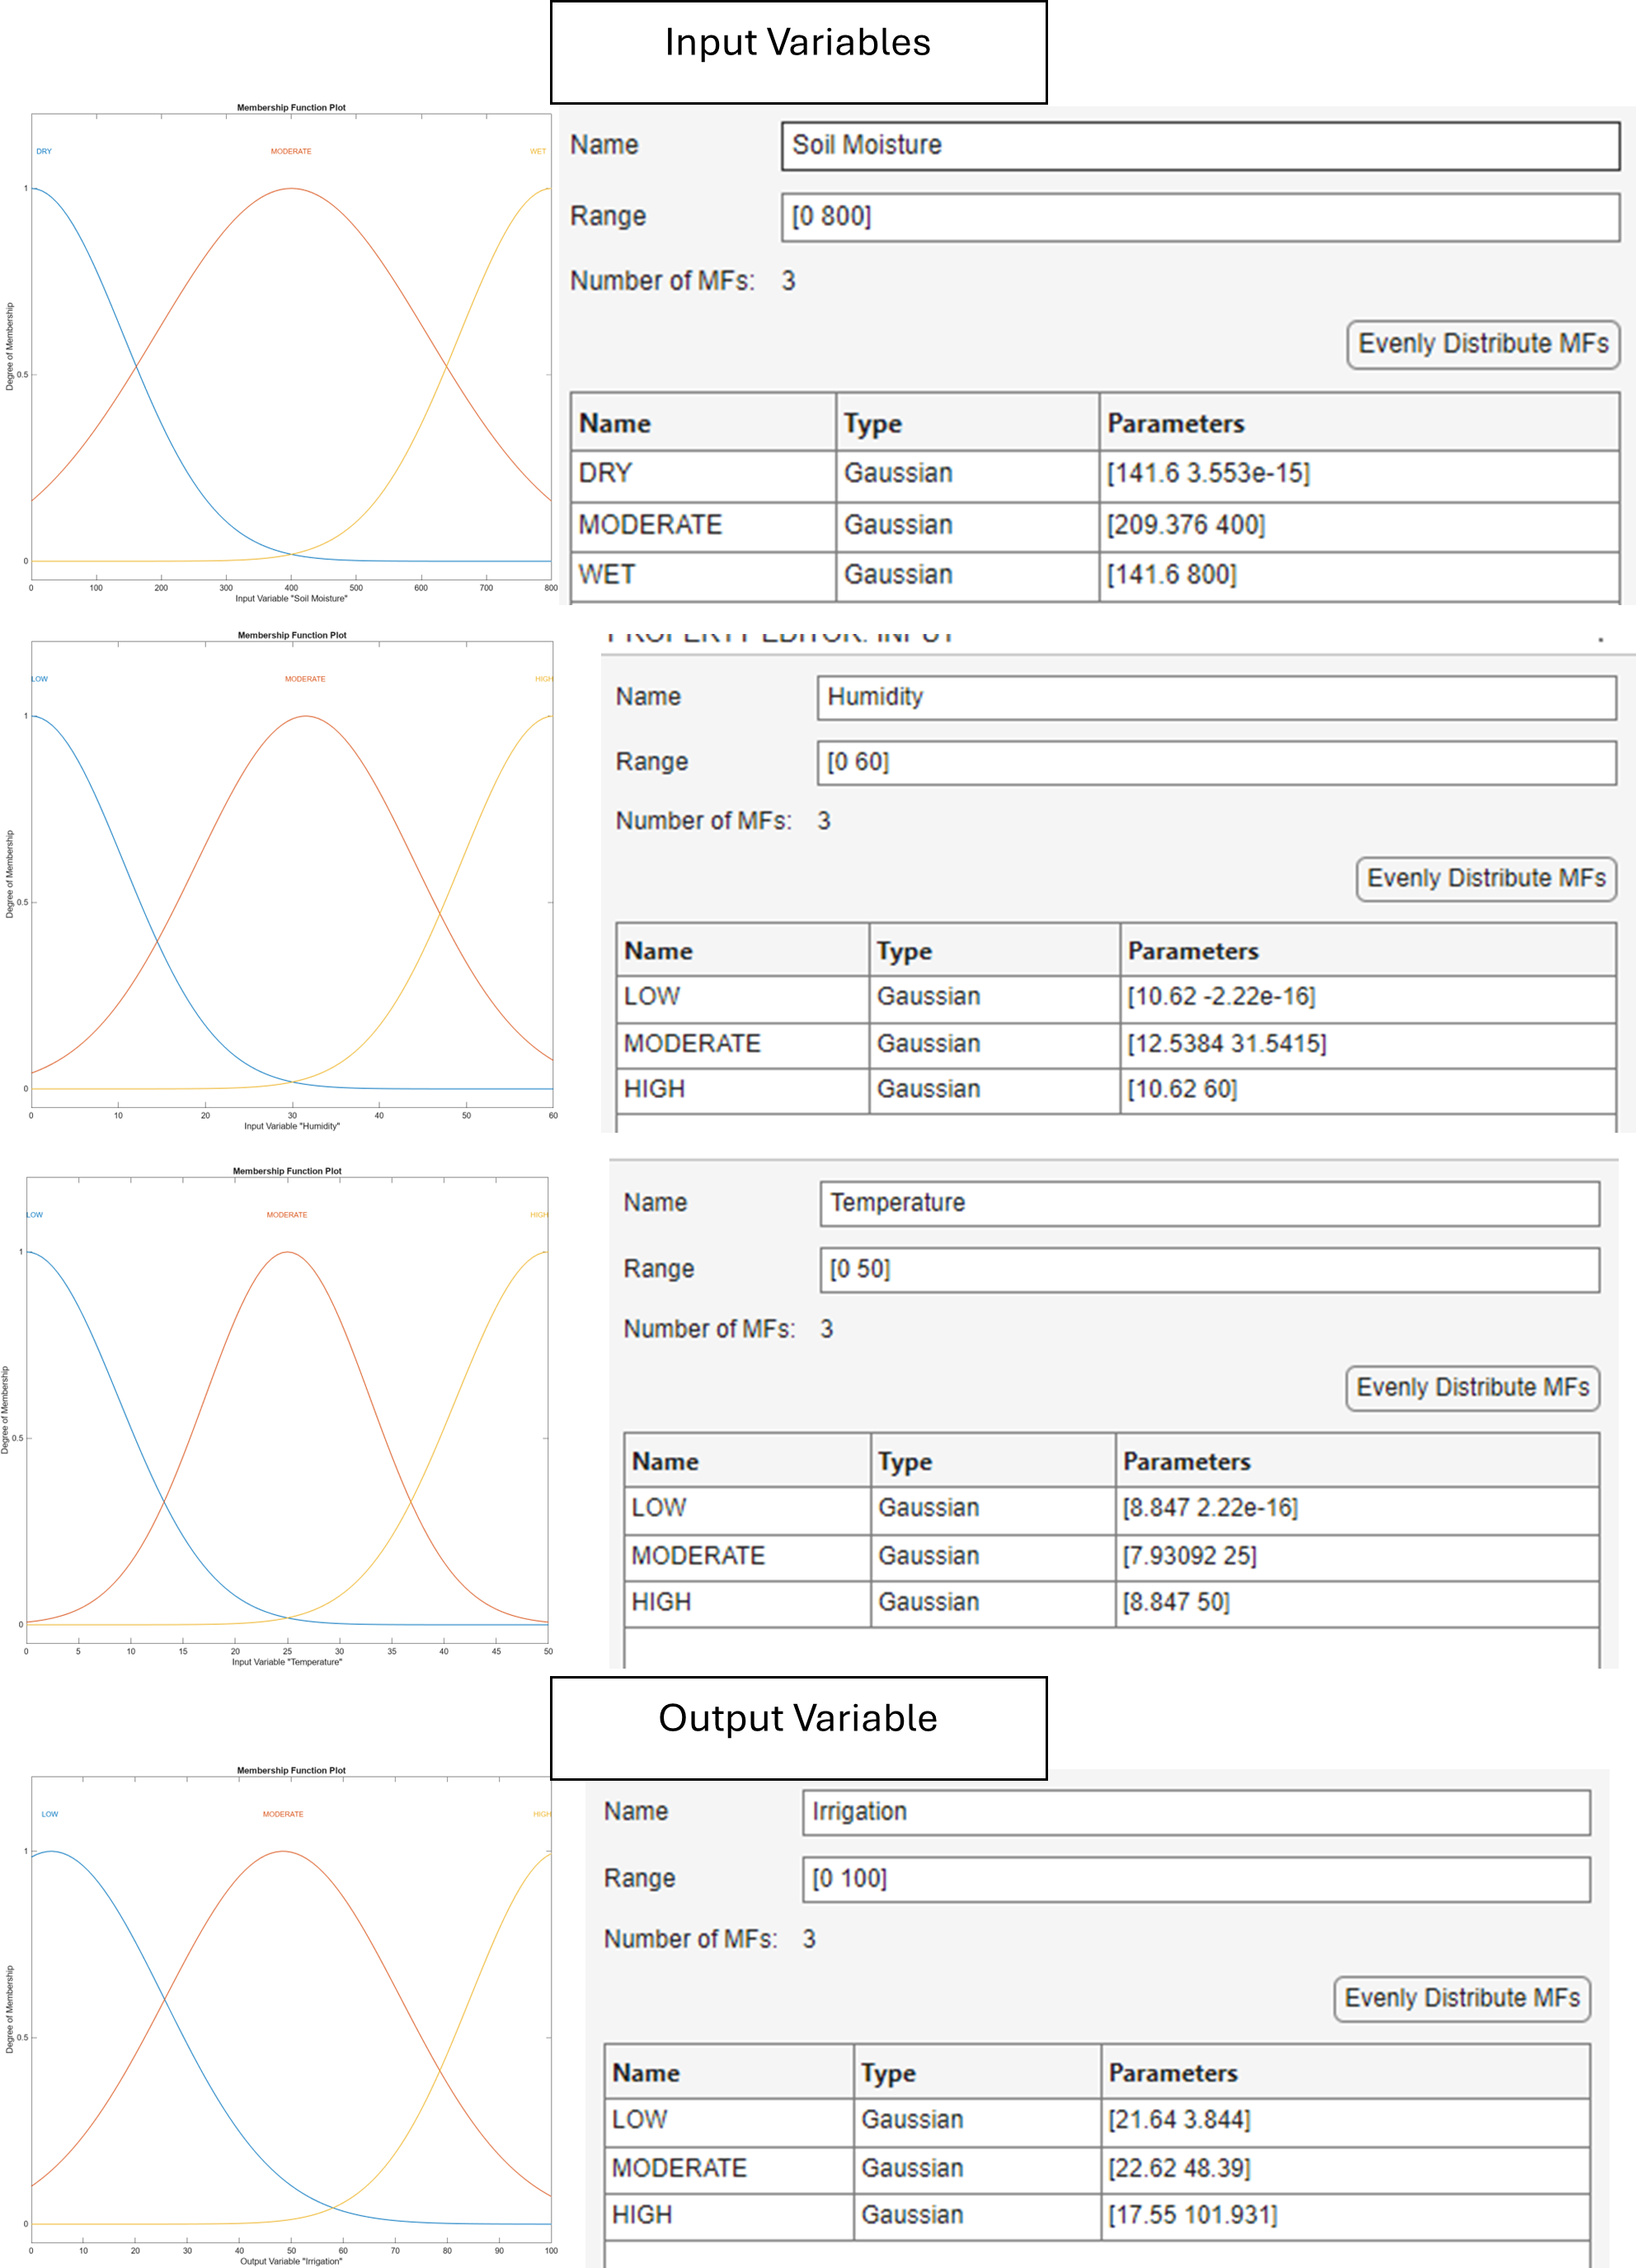 Input Variables
Membership Function Plot
DRY
MODERATE
WET
1
0.5
0
Degree of Membership
0 100 200 300 400 500 600 700 800
Input Variable "Soil Moisture"
Name Soil Moisture
Range [0 800]
Number of MFs: 3
Evenly Distribute MFs
Name Type Parameters
DRY Gaussian [141.6 3.553e-15]
MODERATE Gaussian [209.376 400]
WET Gaussian [141.6 800]
Membership Function Plot
LOW
MODERATE
HIGH
1
0.5
0
Degree of Membership
0 10 20 30 40 50 60
Input Variable "Humidity"
PROPERTY EDITOR: INPUT
Name Humidity
Range [0 60]
Number of MFs: 3
Evenly Distribute MFs
Name Type Parameters
LOW Gaussian [10.62 -2.22e-16]
MODERATE Gaussian [12.5384 31.5415]
HIGH Gaussian [10.62 60]
Membership Function Plot
LOW
MODERATE
HIGH
1
0.5
0
Degree of Membership
0 5 10 15 20 25 30 35 40 45 50
Input Variable "Temperature"
Name Temperature
Range [0 50]
Number of MFs: 3
Evenly Distribute MFs
Name Type Parameters
LOW Gaussian [8.847 2.22e-16]
MODERATE Gaussian [7.93092 25]
HIGH Gaussian [8.847 50]
Output Variable
Membership Function Plot
LOW
MODERATE
HIGH
1
0.5
0
Degree of Membership
0 10 20 30 40 50 60 70 80 90 100
Output Variable "Irrigation"
Name Irrigation
Range [0 100]
Number of MFs: 3
Evenly Distribute MFs
Name Type Parameters
LOW Gaussian [21.64 3.844]
MODERATE Gaussian [22.62 48.39]
HIGH Gaussian [17.55 101.931]